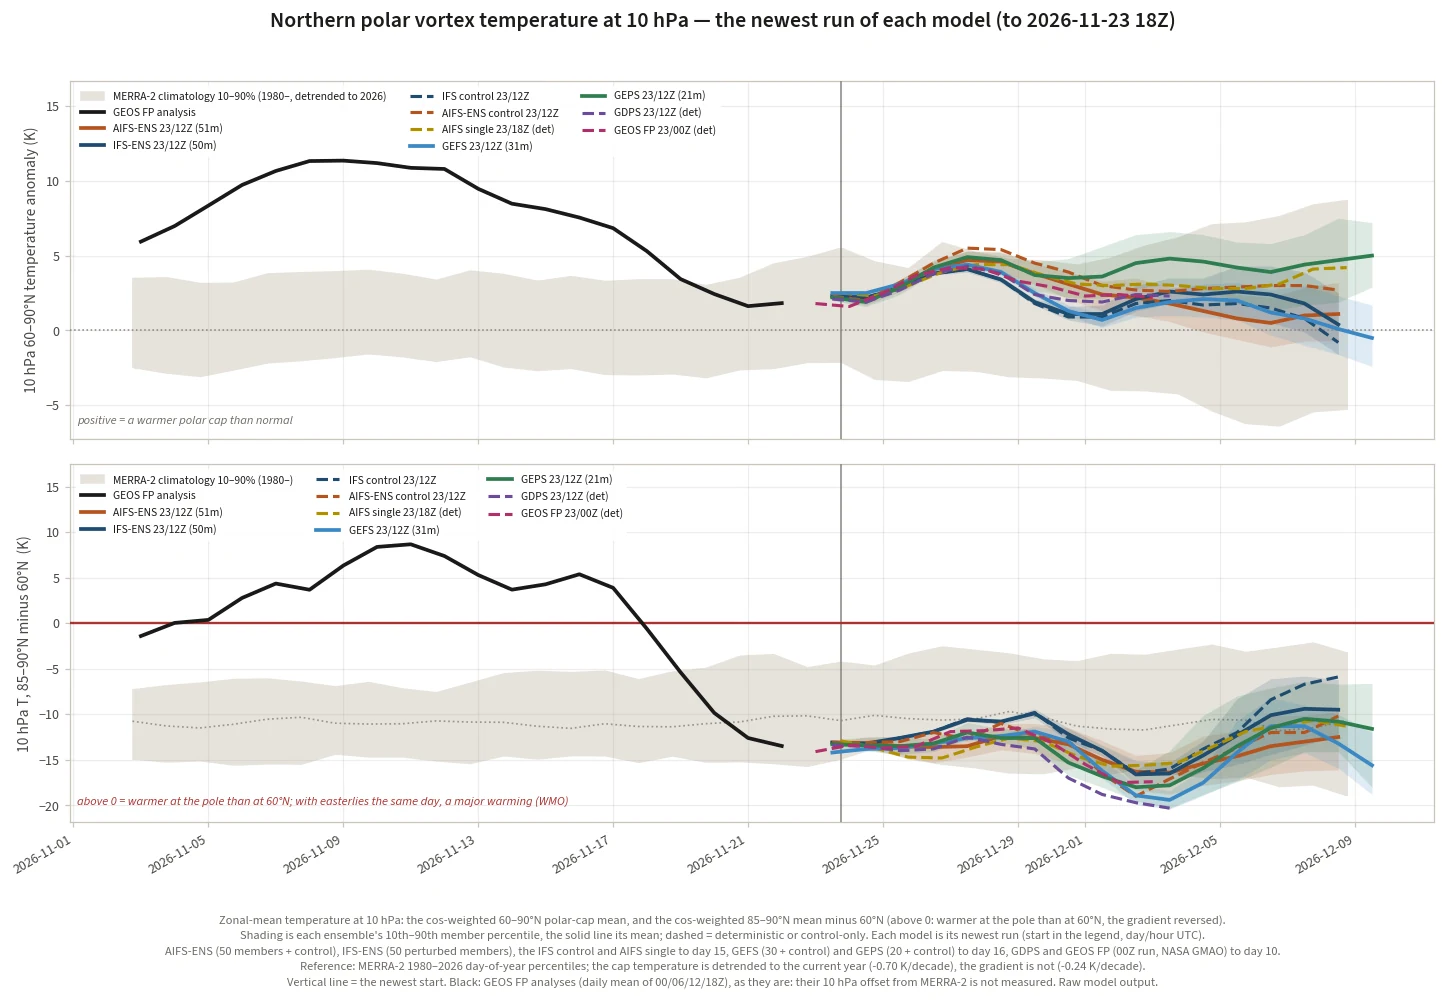 Northern polar vortex temperature at 10 hPa — the newest run of each model (to 2026-11-23 18Z)
10 hPa 60–90°N temperature anomaly (K)
15
10
5
0
−5
MERRA-2 climatology 10–90% (1980–, detrended to 2026)
GEOS FP analysis
AIFS-ENS 23/12Z (51m)
IFS-ENS 23/12Z (50m)
IFS control 23/12Z
AIFS-ENS control 23/12Z
AIFS single 23/18Z (det)
GEFS 23/12Z (31m)
GEPS 23/12Z (21m)
GDPS 23/12Z (det)
GEOS FP 23/00Z (det)
positive = a warmer polar cap than normal
10 hPa T, 85–90°N minus 60°N (K)
15
10
5
0
−5
−10
−15
−20
MERRA-2 climatology 10–90% (1980–)
GEOS FP analysis
AIFS-ENS 23/12Z (51m)
IFS-ENS 23/12Z (50m)
IFS control 23/12Z
AIFS-ENS control 23/12Z
AIFS single 23/18Z (det)
GEFS 23/12Z (31m)
GEPS 23/12Z (21m)
GDPS 23/12Z (det)
GEOS FP 23/00Z (det)
above 0 = warmer at the pole than at 60°N; with easterlies the same day, a major warming (WMO)
2026-11-01
2026-11-05
2026-11-09
2026-11-13
2026-11-17
2026-11-21
2026-11-25
2026-11-29
2026-12-01
2026-12-05
2026-12-09
Zonal-mean temperature at 10 hPa: the cos-weighted 60–90°N polar-cap mean, and the cos-weighted 85–90°N mean minus 60°N (above 0: warmer at the pole than at 60°N, the gradient reversed).
Shading is each ensemble's 10th–90th member percentile, the solid line its mean; dashed = deterministic or control-only. Each model is its newest run (start in the legend, day/hour UTC).
AIFS-ENS (50 members + control), IFS-ENS (50 perturbed members), the IFS control and AIFS single to day 15, GEFS (30 + control) and GEPS (20 + control) to day 16, GDPS and GEOS FP (00Z run, NASA GMAO) to day 10.
Reference: MERRA-2 1980–2026 day-of-year percentiles; the cap temperature is detrended to the current year (-0.70 K/decade), the gradient is not (-0.24 K/decade).
Vertical line = the newest start. Black: GEOS FP analyses (daily mean of 00/06/12/18Z), as they are: their 10 hPa offset from MERRA-2 is not measured. Raw model output.